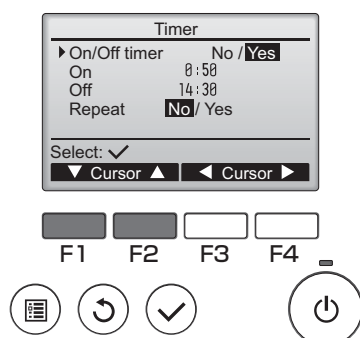 Timer
On/Off timer No / Yes
On 0:50
Off 14:30
Repeat No / Yes
Select: ✓
▼ Cursor ▲ ◀ Cursor ▶
F1 F2 F3 F4